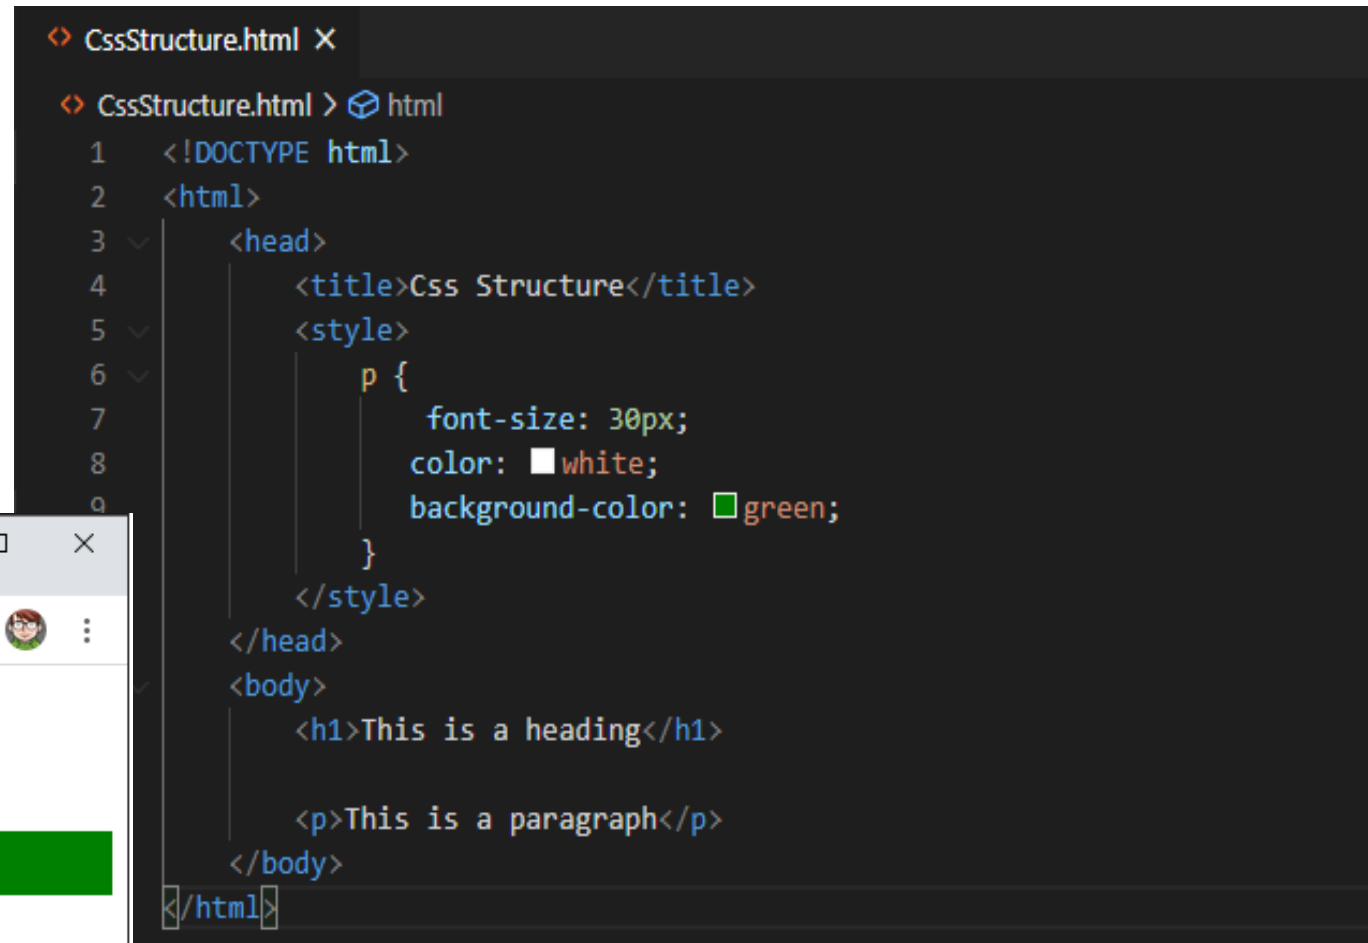 CssStructure.html
CssStructure.html > html
1 <!DOCTYPE html>
2 <html>
3 <head>
4 <title>Css Structure</title>
5 <style>
6 p {
7 font-size: 30px;
8 color: white;
9 background-color: green;
}
</style>
</head>
<body>
<h1>This is a heading</h1>
<p>This is a paragraph</p>
</body>
</html>